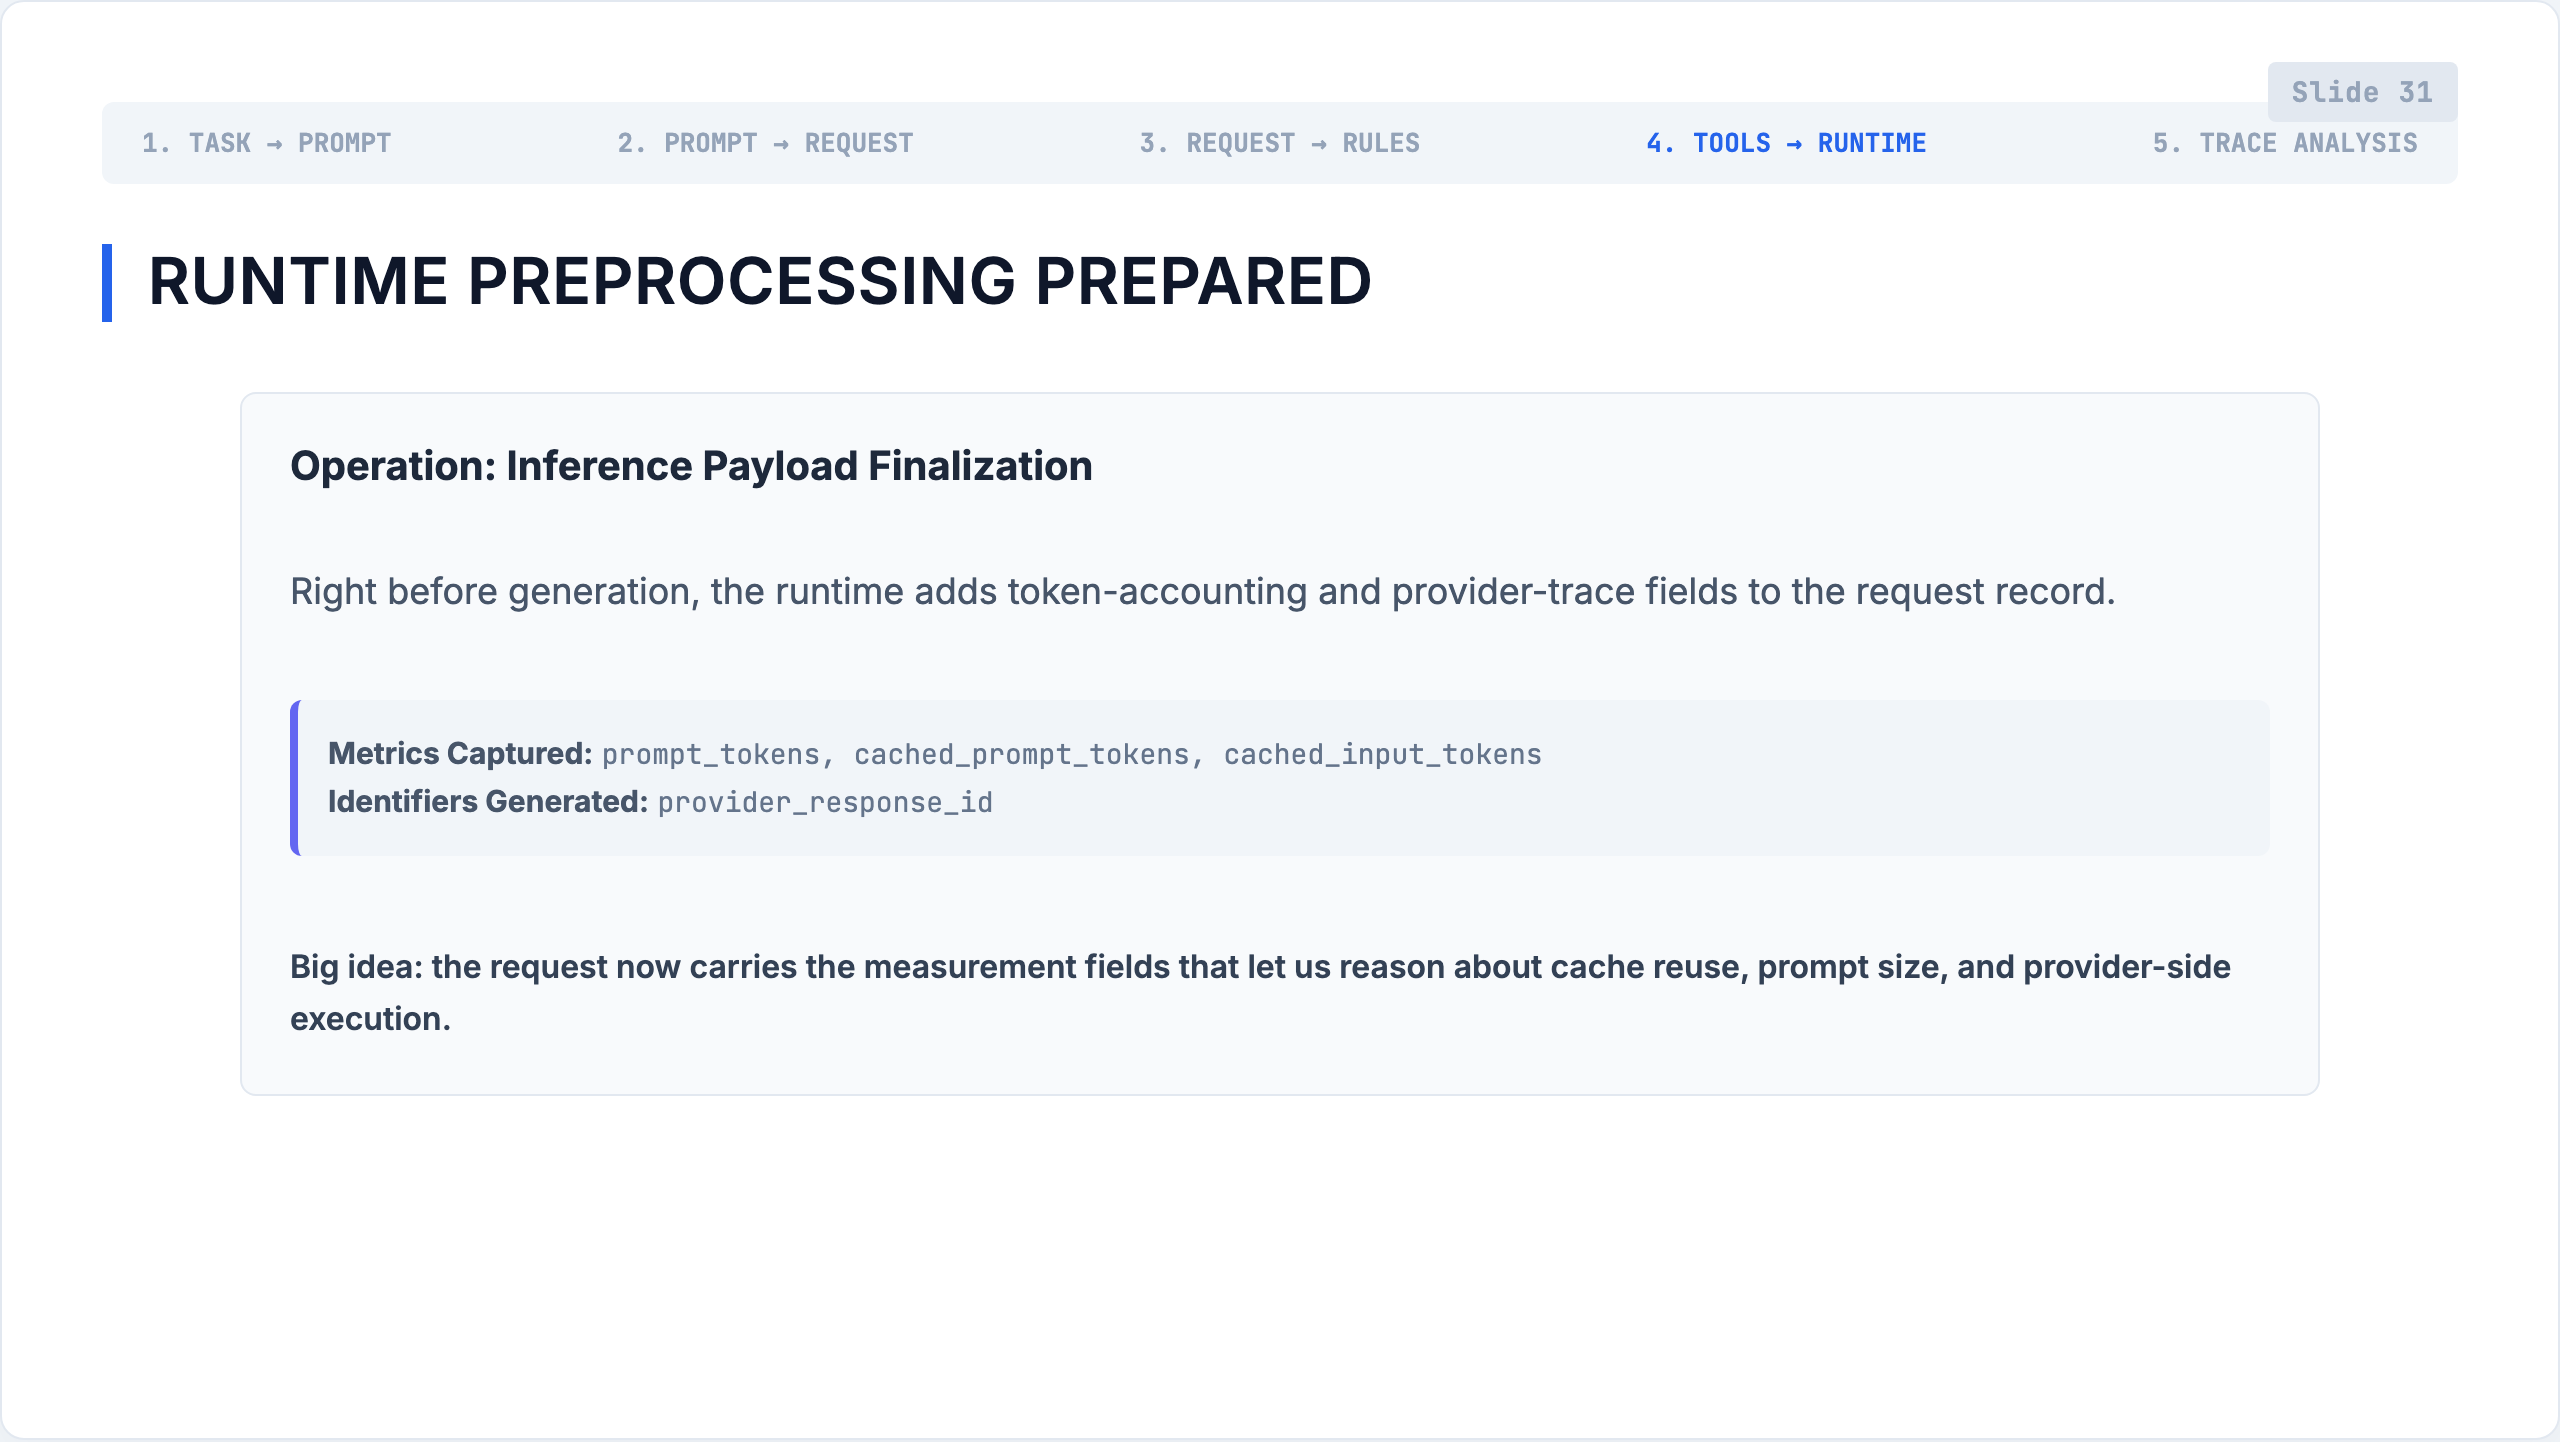 Slide 31
1. TASK → PROMPT
2. PROMPT → REQUEST
3. REQUEST → RULES
4. TOOLS → RUNTIME
5. TRACE ANALYSIS
RUNTIME PREPROCESSING PREPARED
Operation: Inference Payload Finalization
Right before generation, the runtime adds token-accounting and provider-trace fields to the request record.
Metrics Captured: prompt_tokens, cached_prompt_tokens, cached_input_tokens
Identifiers Generated: provider_response_id
Big idea: the request now carries the measurement fields that let us reason about cache reuse, prompt size, and provider-side
execution.